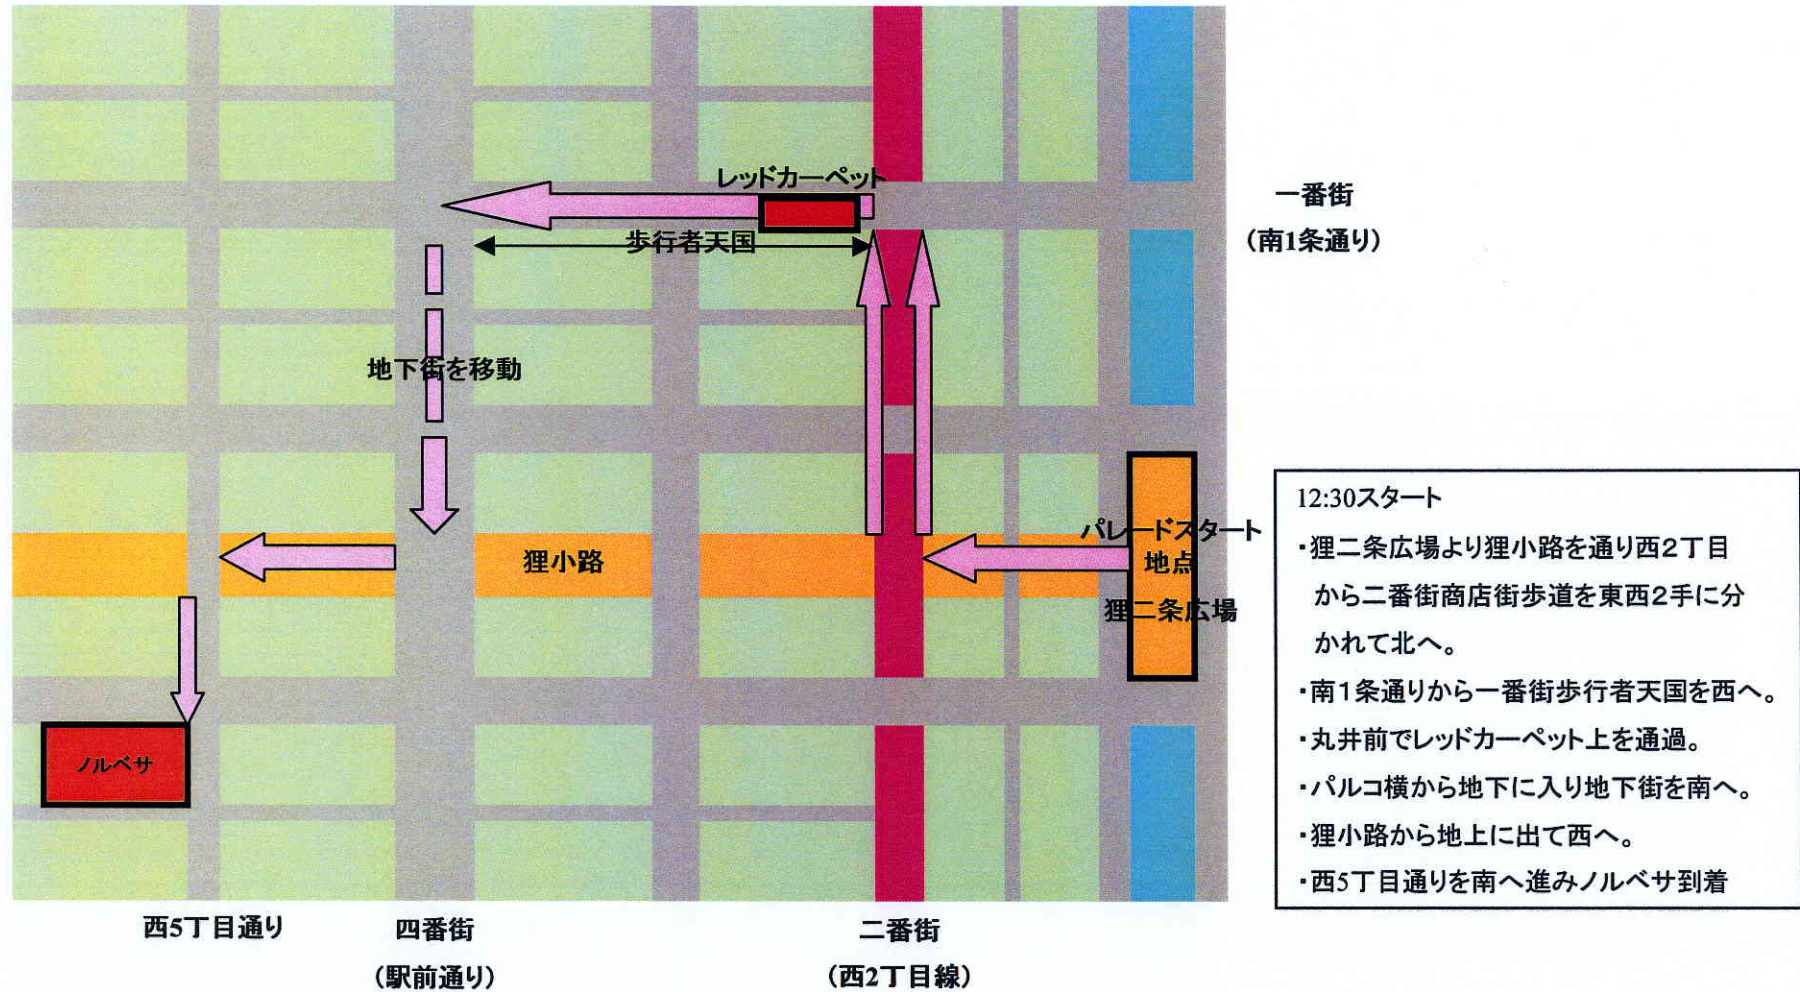 レッドカーペット
一番街
(南1条通り)
歩行者天国
地下街を移動
パレードスタート
地点
狸小路
狸二条広場
ノルベサ
12:30スタート
・狸二条広場より狸小路を通り西2丁目
から二番街商店街歩道を東西2手に分
かれて北へ。
・南1条通りから一番街歩行者天国を西へ。
・丸井前でレッドカーペット上を通過。
・パルコ横から地下に入り地下街を南へ。
・狸小路から地上に出て西へ。
・西5丁目通りを南へ進みノルベサ到着
西5丁目通り
四番街
(駅前通り)
二番街
(西2丁目線)